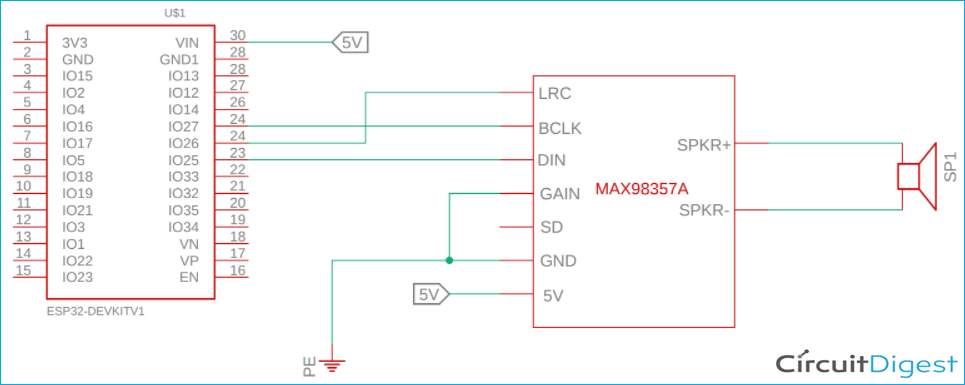 U$1
1 3V3 VIN 30
2 GND GND1 28
3 IO15 IO13 28
4 IO2 IO12 27
5 IO4 IO14 26
6 IO16 IO27 24
7 IO17 IO26 24
8 IO5 IO25 23
9 IO18 IO33 22
10 IO19 IO32 21
11 IO21 IO35 20
12 IO3 IO34 19
13 IO1 VN 18
14 IO22 VP 17
15 IO23 EN 16
ESP32-DEVKITV1
5V
LRC
BCLK
DIN
GAIN
SD
GND
5V
MAX98357A
SPKR+
SPKR-
SP1
5V
PE
CiRCUiTDigest